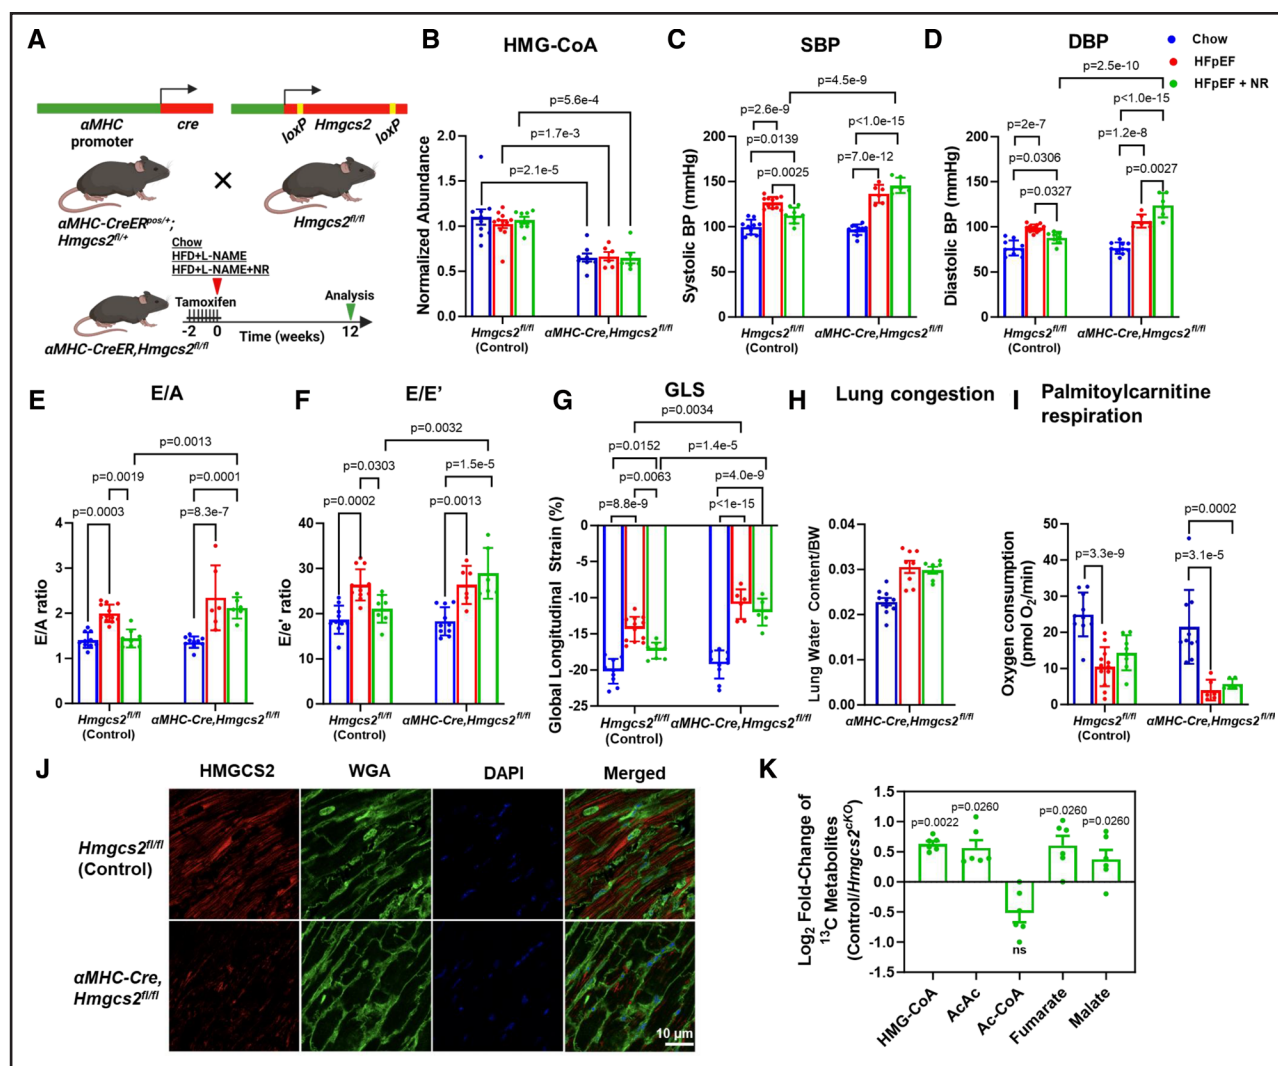 A
αMHC
promoter
cre
loxP
Hmgcs2
loxP
αMHC-CreERpos/+;
Hmgcs2fl/+
×
Hmgcs2fl/fl
Chow
HFD+L-NAME
HFD+L-NAME+NR
Tamoxifen
Analysis
-2
0
Time (weeks)
12
αMHC-CreER,Hmgcs2fl/fl
B
HMG-CoA
p=5.6e-4
p=1.7e-3
p=2.1e-5
Normalized Abundance
2.0
1.5
1.0
0.5
0.0
Hmgcs2fl/fl
(Control)
αMHC-Cre,Hmgcs2fl/fl
C
SBP
p=4.5e-9
p=2.6e-9
p<1.0e-15
p=0.0139
p=7.0e-12
p=0.0025
Systolic BP (mmHg)
200
150
100
50
0
Hmgcs2fl/fl
(Control)
αMHC-Cre,Hmgcs2fl/fl
D
DBP
Chow
HFpEF
HFpEF + NR
p=2.5e-10
p<1.0e-15
p=2e-7
p=1.2e-8
p=0.0306
p=0.0027
p=0.0327
Diastolic BP (mmHg)
200
150
100
50
0
Hmgcs2fl/fl
(Control)
αMHC-Cre,Hmgcs2fl/fl
E
E/A
p=0.0013
p=0.0019
p=0.0001
p=0.0003
p=8.3e-7
E/A ratio
4
3
2
1
0
Hmgcs2fl/fl
(Control)
αMHC-Cre,Hmgcs2fl/fl
F
E/E’
p=0.0032
p=0.0303
p=1.5e-5
p=0.0002
p=0.0013
E/e’ ratio
40
30
20
10
0
Hmgcs2fl/fl
(Control)
αMHC-Cre,Hmgcs2fl/fl
G
GLS
p=0.0034
p=0.0152
p=1.4e-5
p=0.0063
p=4.0e-9
p=8.8e-9
p<1e-15
Global Longitudinal Strain (%)
0
-5
-10
-15
-20
-25
Hmgcs2fl/fl
(Control)
αMHC-Cre,Hmgcs2fl/fl
H
Lung congestion
Lung Water Content/BW
0.04
0.03
0.02
0.01
0.00
αMHC-Cre,Hmgcs2fl/fl
I
Palmitoylcarnitine
respiration
p=0.0002
p=3.3e-9
p=3.1e-5
Oxygen consumption
(pmol O2/min)
50
40
30
20
10
0
Hmgcs2fl/fl
(Control)
αMHC-Cre,Hmgcs2fl/fl
J
HMGCS2
WGA
DAPI
Merged
Hmgcs2fl/fl
(Control)
αMHC-Cre,
Hmgcs2fl/fl
10 µm
K
Log2 Fold-Change of
13C Metabolites
(Control/Hmgcs2cKO)
1.5
1.0
0.5
0.0
-0.5
-1.0
-1.5
p=0.0022
p=0.0260
ns
p=0.0260
p=0.0260
HMG-CoA
AcAc
Ac-CoA
Fumarate
Malate